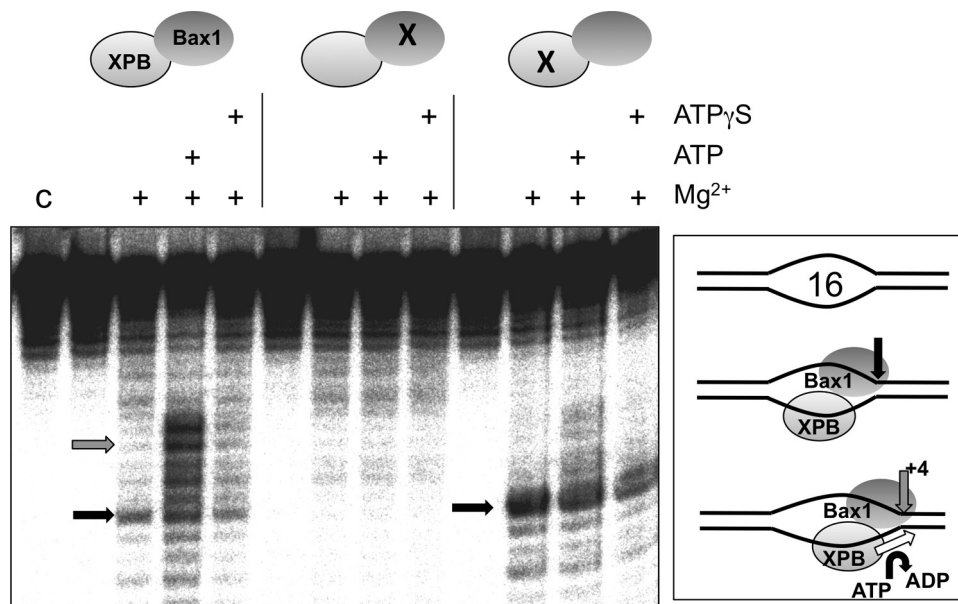 XPB Bax1 X X
+ + + ATPγS
+ + + ATP
C + + + + + + + + + Mg²⁺
16
Bax1
XPB
+4
Bax1
XPB
ATP ADP